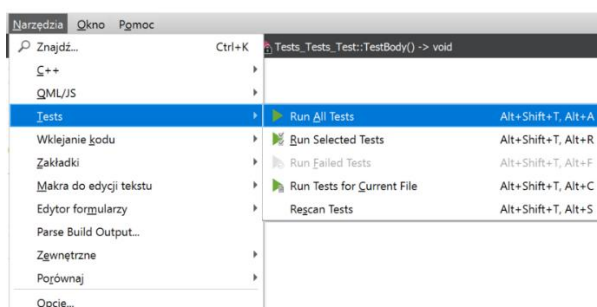 Narzędzia Okno Pomoc
Znajdź... Ctrl+K
Tests_Tests_Test::TestBody() -> void
C++
QML/JS
Tests
Run All Tests Alt+Shift+T, Alt+A
Wklejanie kodu
Run Selected Tests Alt+Shift+T, Alt+R
Zakładki
Run Failed Tests Alt+Shift+T, Alt+F
Makra do edycji tekstu
Run Tests for Current File Alt+Shift+T, Alt+C
Edytor formularzy
Rescan Tests Alt+Shift+T, Alt+S
Parse Build Output...
Zewnętrzne
Porównaj
Opcje...